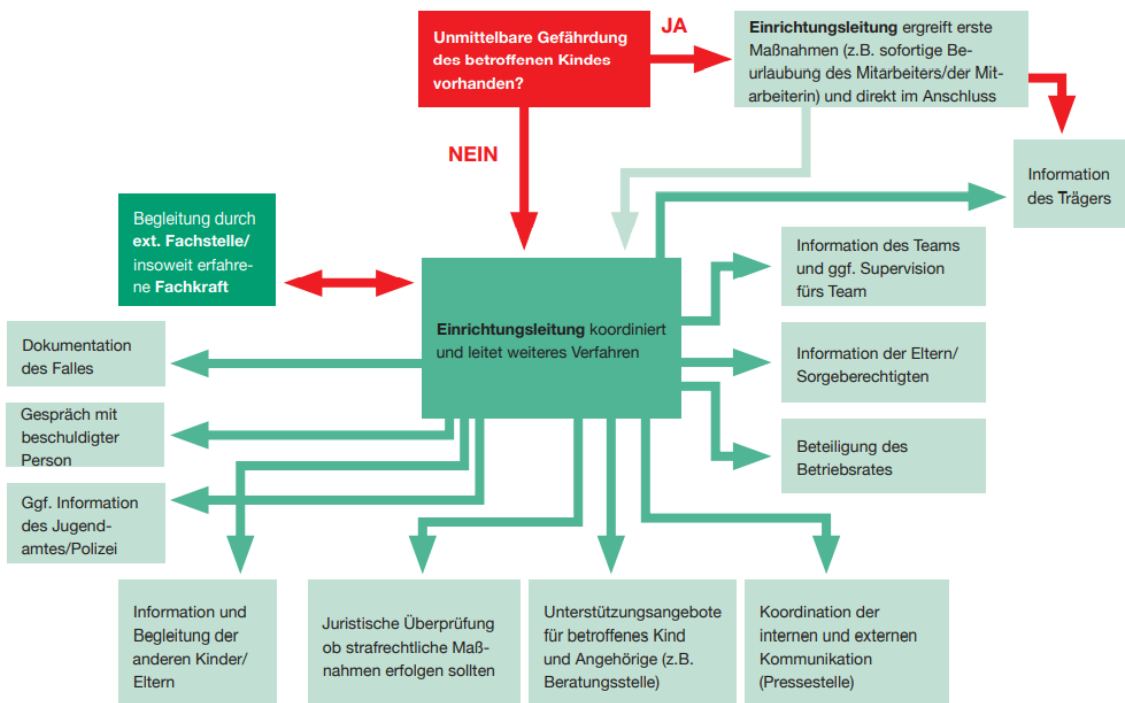 Unmittelbare Gefährdung
des betroffenen Kindes
vorhanden?
JA
Einrichtungsleitung ergreift erste
Maßnahmen (z.B. sofortige Be-
urlaubung des Mitarbeiters/der Mit-
arbeiterin) und direkt im Anschluss
NEIN
Information
des Trägers
Begleitung durch
ext. Fachstelle/
insoweit erfahre-
ne Fachkraft
Information des Teams
und ggf. Supervision
fürs Team
Einrichtungsleitung koordiniert
und leitet weiteres Verfahren
Dokumentation
des Falles
Information der Eltern/
Sorgeberechtigten
Gespräch mit
beschuldigter
Person
Beteiligung des
Betriebsrates
Ggf. Information
des Jugend-
amtes/Polizei
Information und
Begleitung der
anderen Kinder/
Eltern
Juristische Überprüfung
ob strafrechtliche Maß-
nahmen erfolgen sollten
Unterstützungsangebote
für betroffenes Kind
und Angehörige (z.B.
Beratungsstelle)
Koordination der
internen und externen
Kommunikation
(Pressestelle)